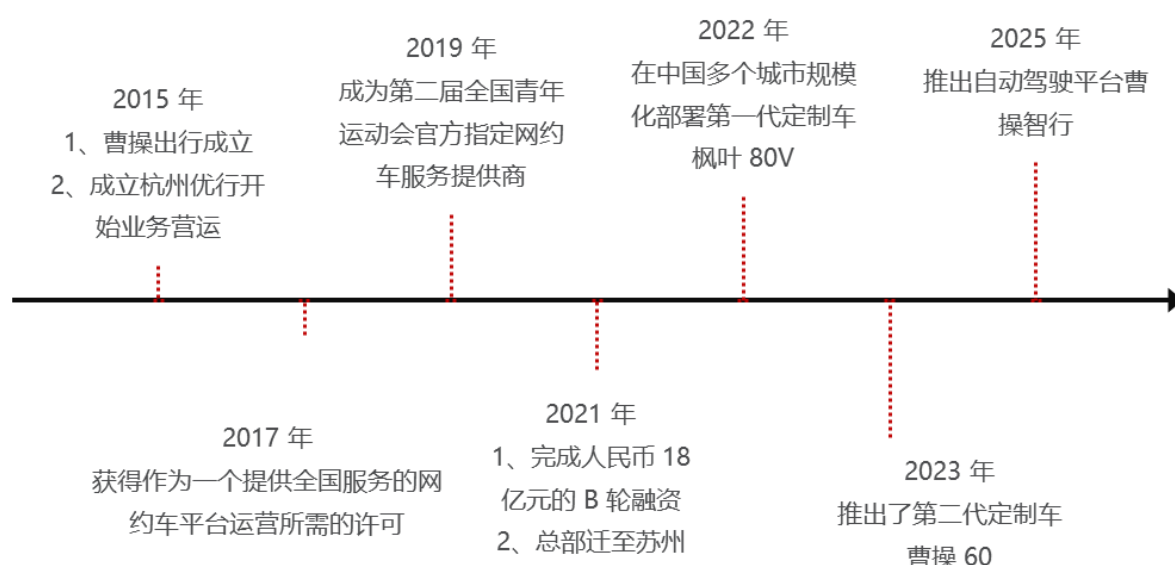 2015 年
1、曹操出行成立
2、成立杭州优行开
始业务营运
2017 年
获得作为一个提供全国服务的网
约车平台运营所需的许可
2019 年
成为第二届全国青年
运动会官方指定网约
车服务提供商
2021 年
1、完成人民币 18
亿元的 B 轮融资
2、总部迁至苏州
2022 年
在中国多个城市规模
化部署第一代定制车
枫叶 80V
2023 年
推出了第二代定制车
曹操 60
2025 年
推出自动驾驶平台曹
操智行